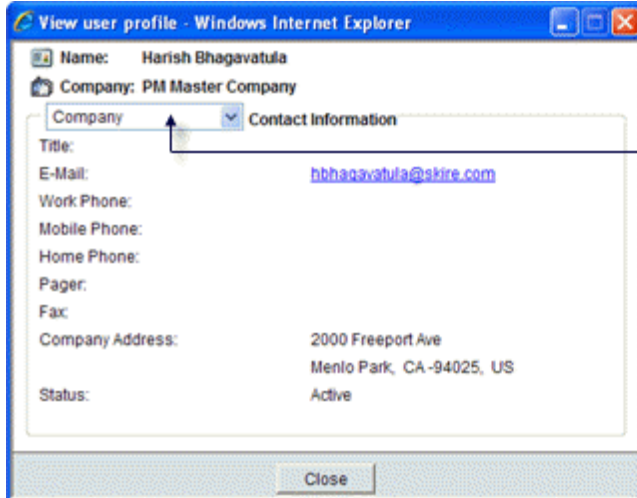 View user profile - Windows Internet Explorer
Name: Harish Bhagavatula
Company: PM Master Company
Company Contact Information
Title:
E-Mail: hbhagavatula@skire.com
Work Phone:
Mobile Phone:
Home Phone:
Pager:
Fax:
Company Address: 2000 Freeport Ave
Menlo Park, CA -94025, US
Status: Active
Close